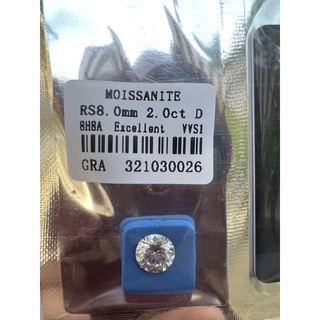 MOISSANITE
RS8.0mm 2.0ct D
8H8A Excellent VVS1
GRA 321030026